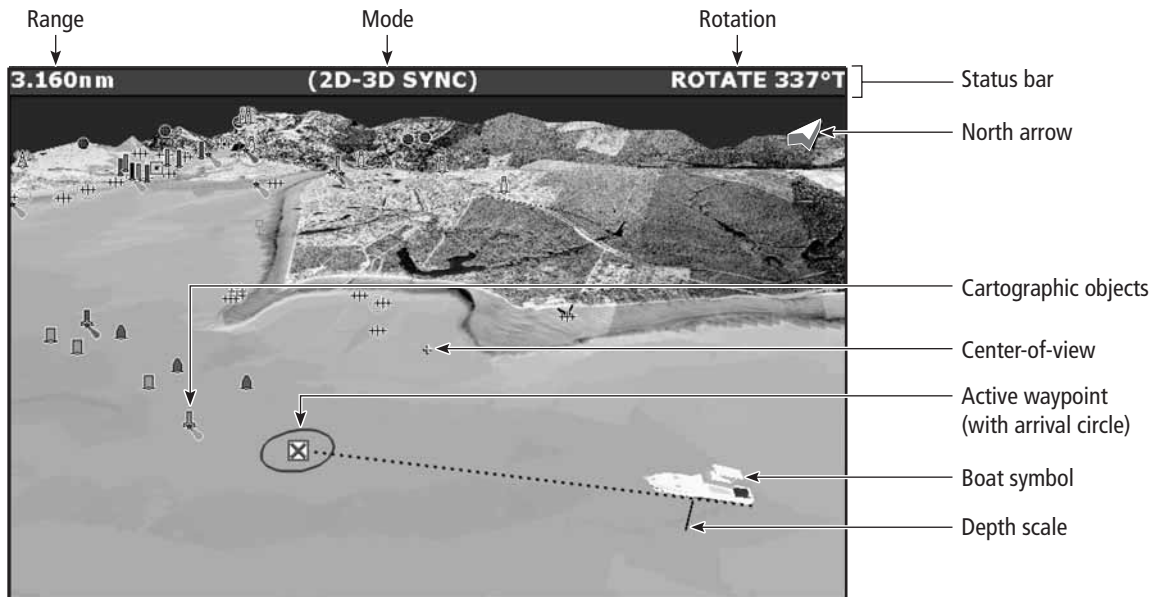 Range
Mode
Rotation
3.160nm
(2D-3D SYNC)
ROTATE 337°T
Status bar
North arrow
Cartographic objects
Center-of-view
Active waypoint
(with arrival circle)
Boat symbol
Depth scale